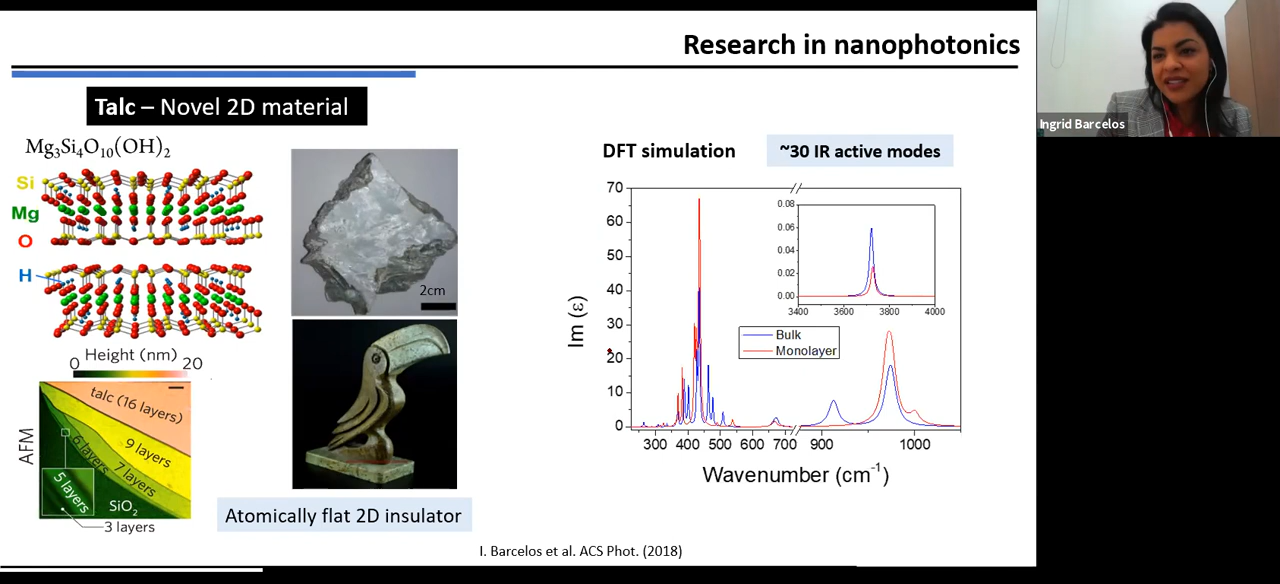 Research in nanophotonics
Ingrid Barcelos
Talc – Novel 2D material
Mg₃Si₄O₁₀(OH)₂
Si
Mg
O
H
2cm
Height (nm)
0 20
AFM
talc (16 layers)
9 layers
7 layers
6 layers
5 layers
SiO₂
3 layers
Atomically flat 2D insulator
DFT simulation
~30 IR active modes
Im (ε)
70
60
50
40
30
20
10
0
0.08
0.06
0.04
0.02
0.00
3400 3600 3800 4000
Bulk
Monolayer
300 400 500 600 700 900 1000
Wavenumber (cm⁻¹)
I. Barcelos et al. ACS Phot. (2018)